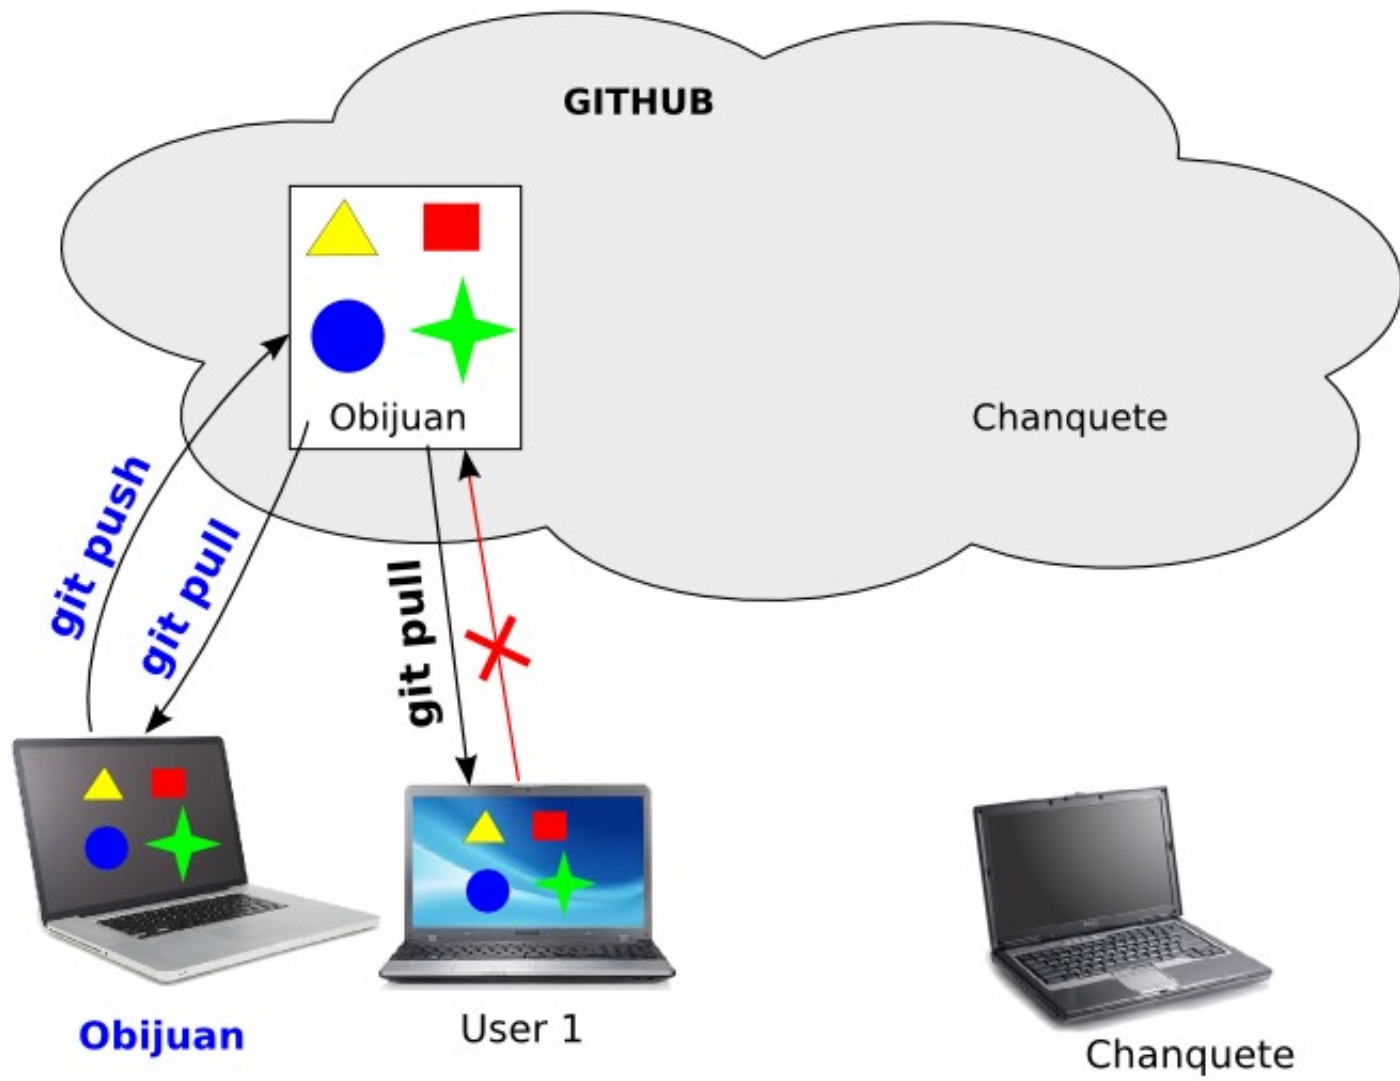 GITHUB
Obijuan
Chanquete
git push
git pull
git pull
Obijuan
User 1
Chanquete